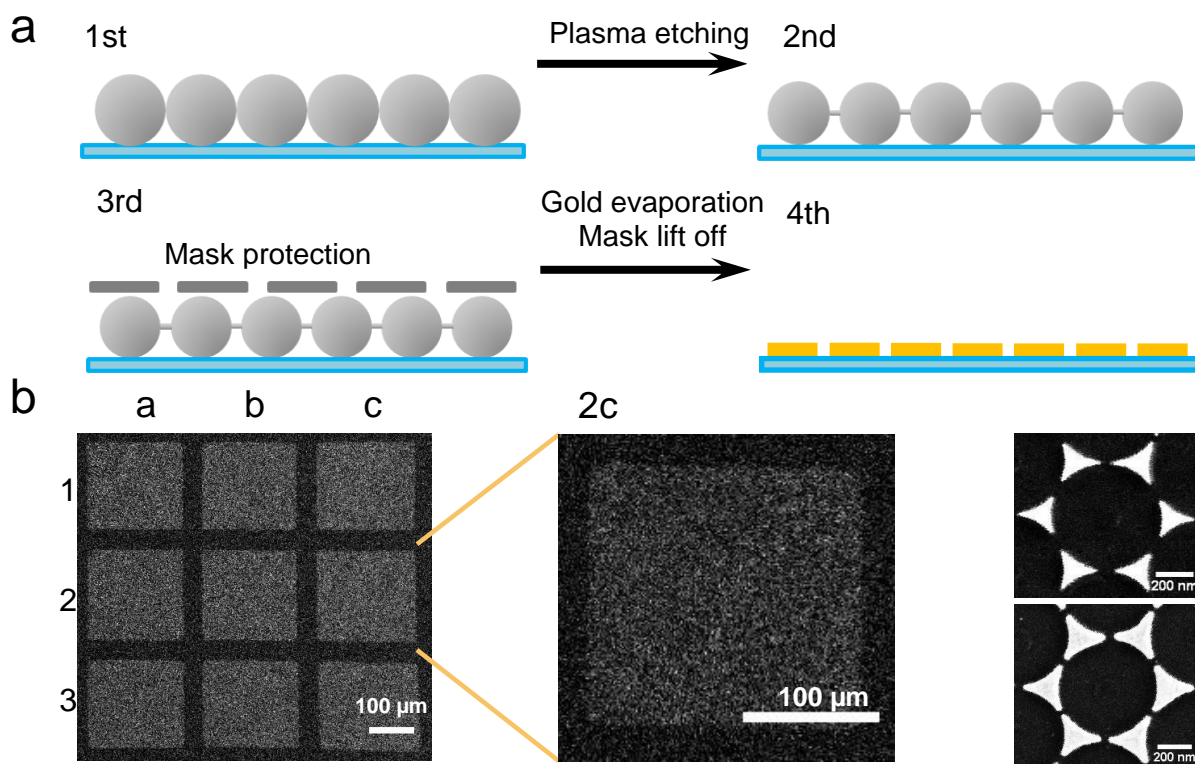 a
1st
Plasma etching
2nd
3rd
Gold evaporation
Mask lift off
4th
Mask protection
b
a b c
2c
1
2
3
100 µm
100 µm
200 nm
200 nm